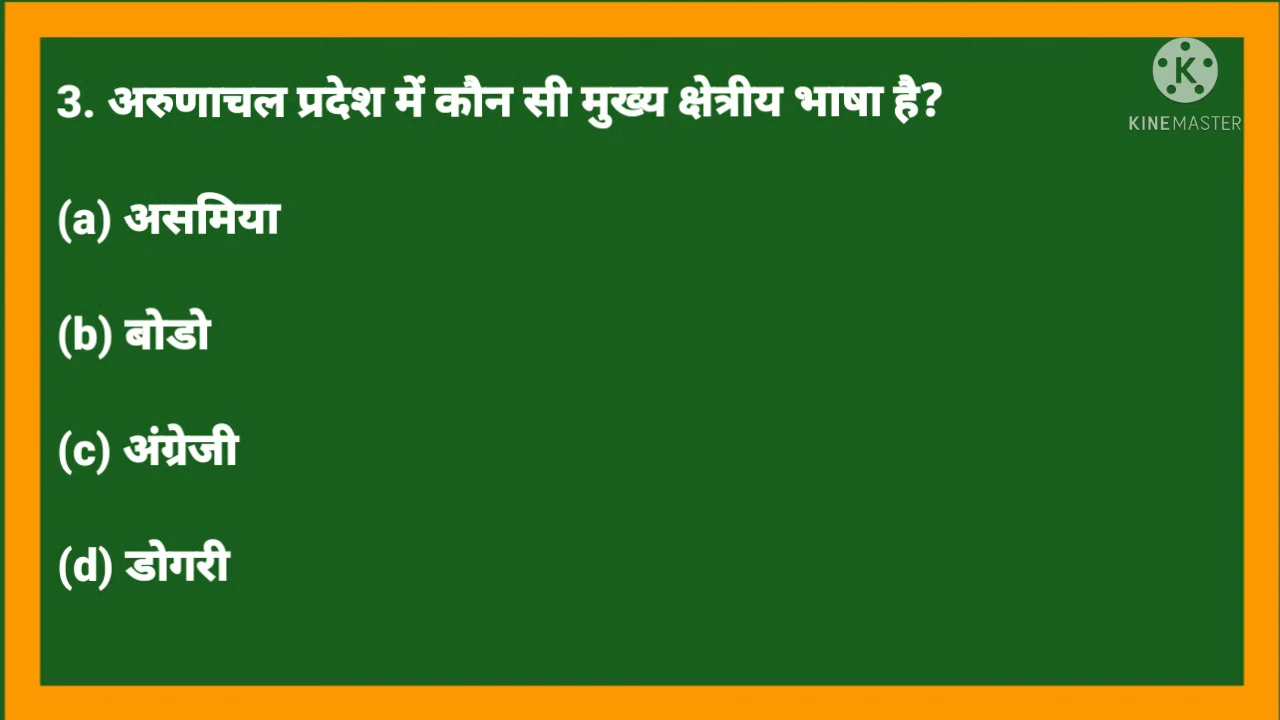 3. अरुणाचल प्रदेश में कौन सी मुख्य क्षेत्रीय भाषा है?
K
KINEMASTER
(a) असमिया
(b) बोडो
(c) अंग्रेजी
(d) डोगरी